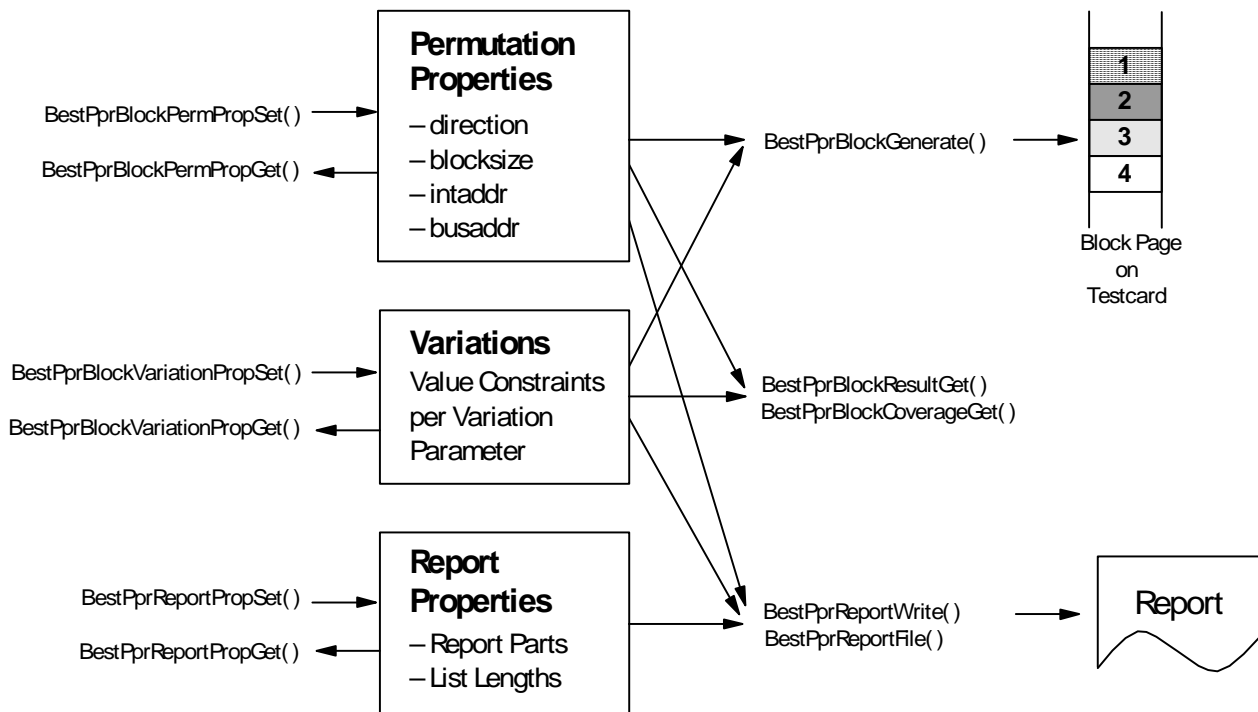 BestPprBlockPermPropSet( )
BestPprBlockPermPropGet( )
Permutation
Properties
– direction
– blocksize
– intaddr
– busaddr
BestPprBlockGenerate( )
1
2
3
4
Block Page
on
Testcard
BestPprBlockVariationPropSet( )
BestPprBlockVariationPropGet( )
Variations
Value Constraints
per Variation
Parameter
BestPprBlockResultGet( )
BestPprBlockCoverageGet( )
BestPprReportPropSet( )
BestPprReportPropGet( )
Report
Properties
– Report Parts
– List Lengths
BestPprReportWrite( )
BestPprReportFile( )
Report